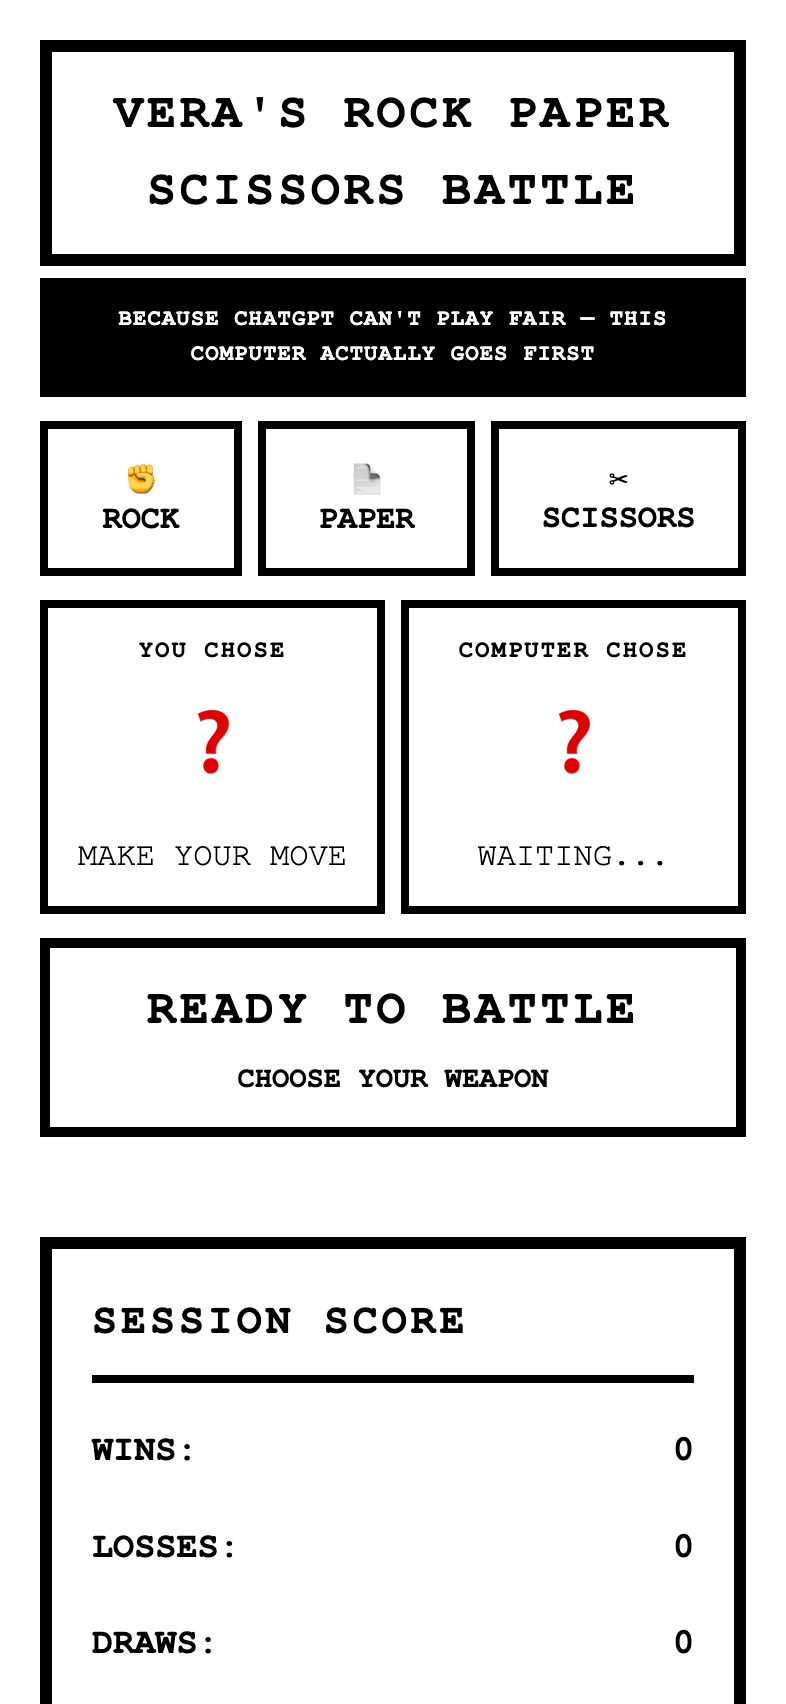 VERA'S ROCK PAPER
SCISSORS BATTLE
BECAUSE CHATGPT CAN'T PLAY FAIR — THIS
COMPUTER ACTUALLY GOES FIRST
ROCK
PAPER
SCISSORS
YOU CHOSE
❓
MAKE YOUR MOVE
COMPUTER CHOSE
❓
WAITING...
READY TO BATTLE
CHOOSE YOUR WEAPON
SESSION SCORE
WINS: 0
LOSSES: 0
DRAWS: 0